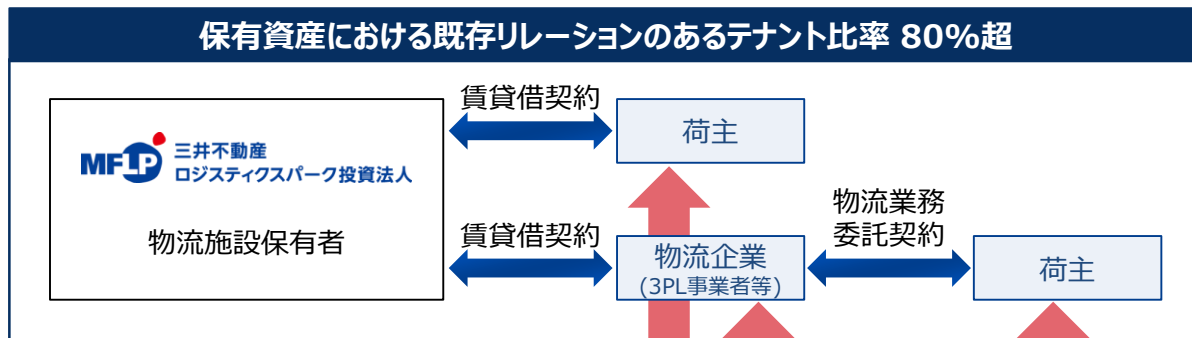 保有資産における既存リレーションのあるテナント比率 80%超
賃貸借契約
荷主
MFLP
三井不動産
ロジスティクスパーク投資法人
物流施設保有者
賃貸借契約
物流企業
(3PL事業者等)
物流業務
委託契約
荷主